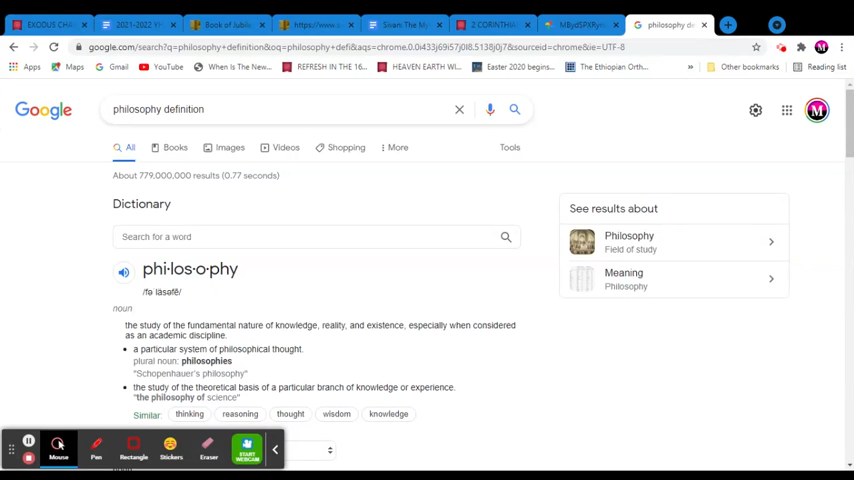 EXODUS CHA
2021-2022 XH
Book of Jubile
https://www.s
Sivan: The My
2 CORINTHIA
MBydSPXRyw
philosophy de
google.com/search?q=philosophy+definition&oq=philosophy+defi&aqs=chrome.0.0i433j69i57j0l8.5138j0j7&sourceid=chrome&ie=UTF-8
Apps
Maps
Gmail
YouTube
When Is The New...
REFRESH IN THE 16...
HEAVEN EARTH WI...
Easter 2020 begins...
The Ethiopian Orth...
»
Other bookmarks
Reading list
Google
philosophy definition
M
All
Books
Images
Videos
Shopping
More
Tools
About 779,000,000 results (0.77 seconds)
Dictionary
Search for a word
phi·los·o·phy
/fəˈläsəfē/
noun
the study of the fundamental nature of knowledge, reality, and existence, especially when considered
as an academic discipline.
• a particular system of philosophical thought.
plural noun: philosophies
"Schopenhauer's philosophy"
• the study of the theoretical basis of a particular branch of knowledge or experience.
"the philosophy of science"
Similar:
thinking
reasoning
thought
wisdom
knowledge
See results about
Philosophy
Field of study
Meaning
Philosophy
Mouse
Pen
Rectangle
Stickers
Eraser
START
WEBCAM